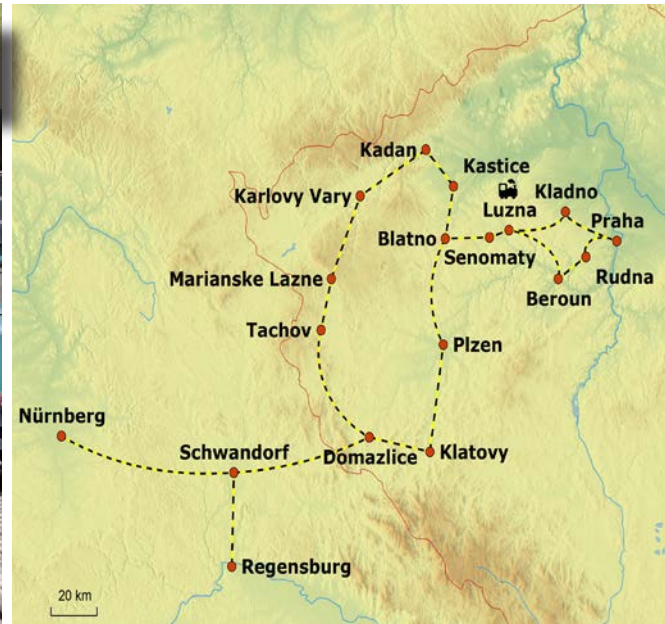 Kadan
Kastice
Karlovy Vary
Kladno
Luzna
Praha
Blatno
Senomaty
Marianske Lazne
Rudna
Beroun
Tachov
Plzen
Nürnberg
Schwandorf
Domazlice
Klatovy
Regensburg
20 km